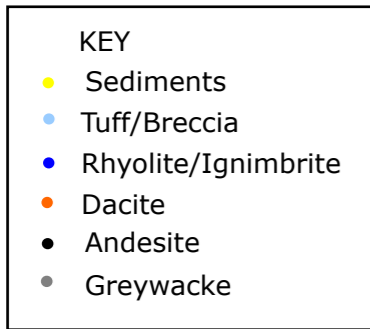 KEY
Sediments
Tuff/Breccia
Rhyolite/Ignimbrite
Dacite
Andesite
Greywacke